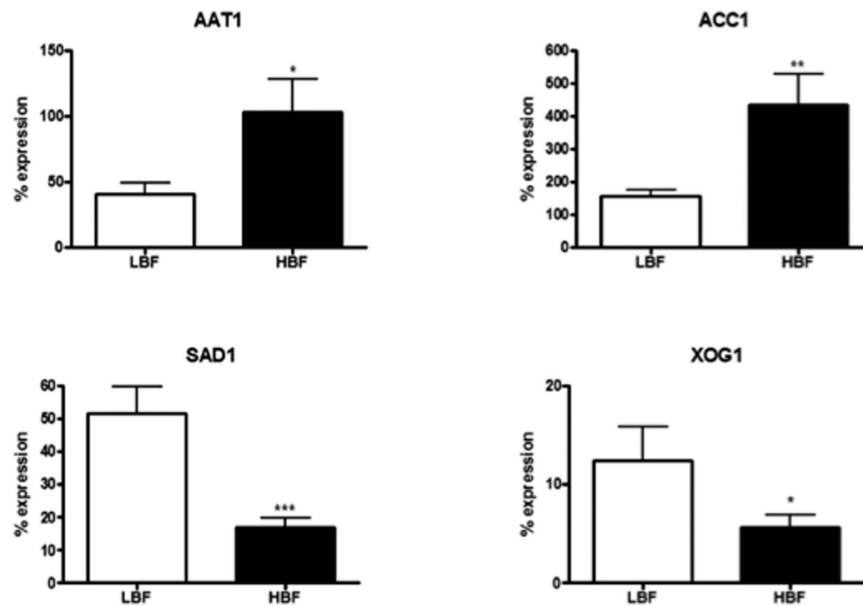 AAT1
150
100
50
0
% expression
*
LBF HBF
ACC1
600
500
400
300
200
100
0
% expression
**
LBF HBF
SAD1
60
50
40
30
20
10
0
% expression
***
LBF HBF
XOG1
20
10
0
% expression
*
LBF HBF